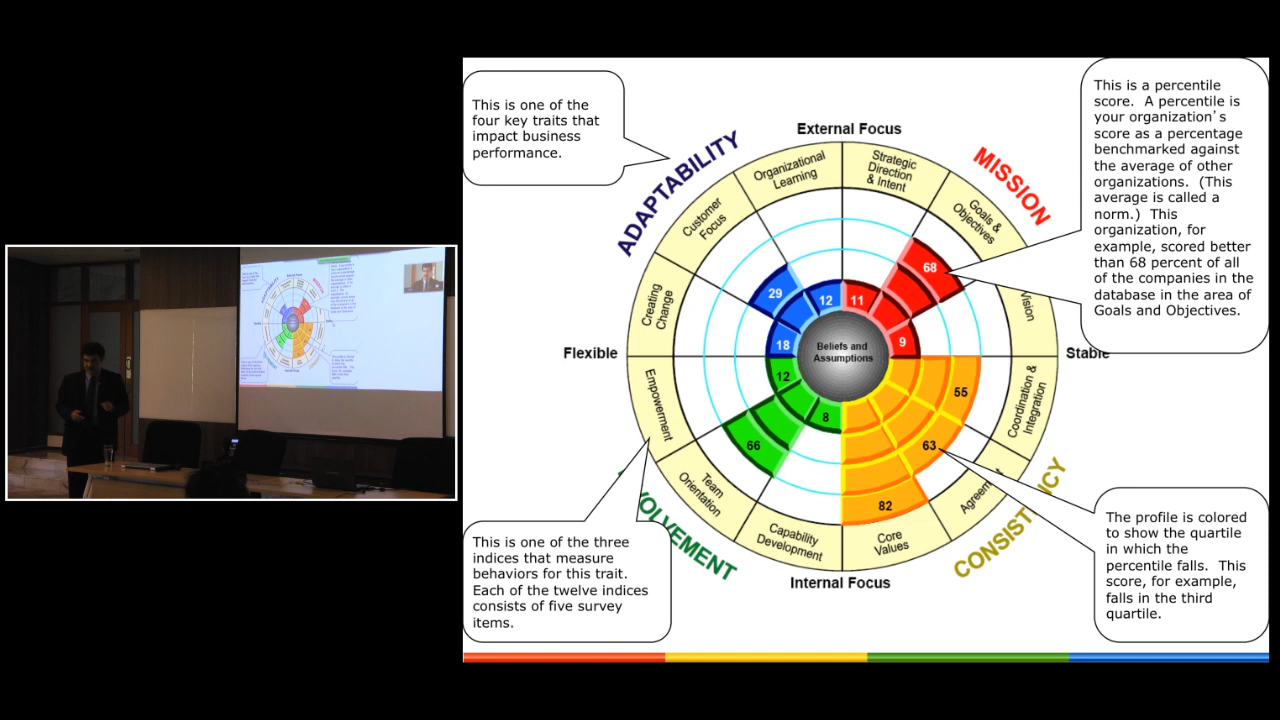 This is one of the
four key traits that
impact business
performance.
This is a percentile
score. A percentile is
your organization's
score as a percentage
benchmarked against
the average of other
organizations. (This
average is called a
norm.) This
organization, for
example, scored better
than 68 percent of all
of the companies in the
database in the area of
Goals and Objectives.
External Focus
ADAPTABILITY
MISSION
Organizational
Learning
Strategic
Direction
& Intent
Customer
Focus
Goals &
Objectives
Creating
Change
Vision
29
12
11
68
18
9
Beliefs and
Assumptions
Flexible
Stable
12
8
66
55
63
82
Empowerment
Coordination &
Integration
Team
Orientation
Agreem
Capability
Development
Core
Values
OLVEMENT
CONSIST
NCY
Internal Focus
This is one of the three
indices that measure
behaviors for this trait.
Each of the twelve indices
consists of five survey
items.
The profile is colored
to show the quartile
in which the
percentile falls. This
score, for example,
falls in the third
quartile.